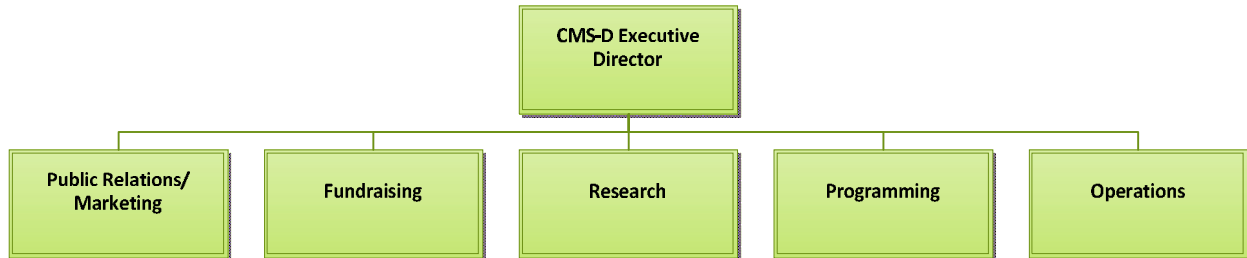 CMS-D Executive
Director
Public Relations/
Marketing
Fundraising
Research
Programming
Operations